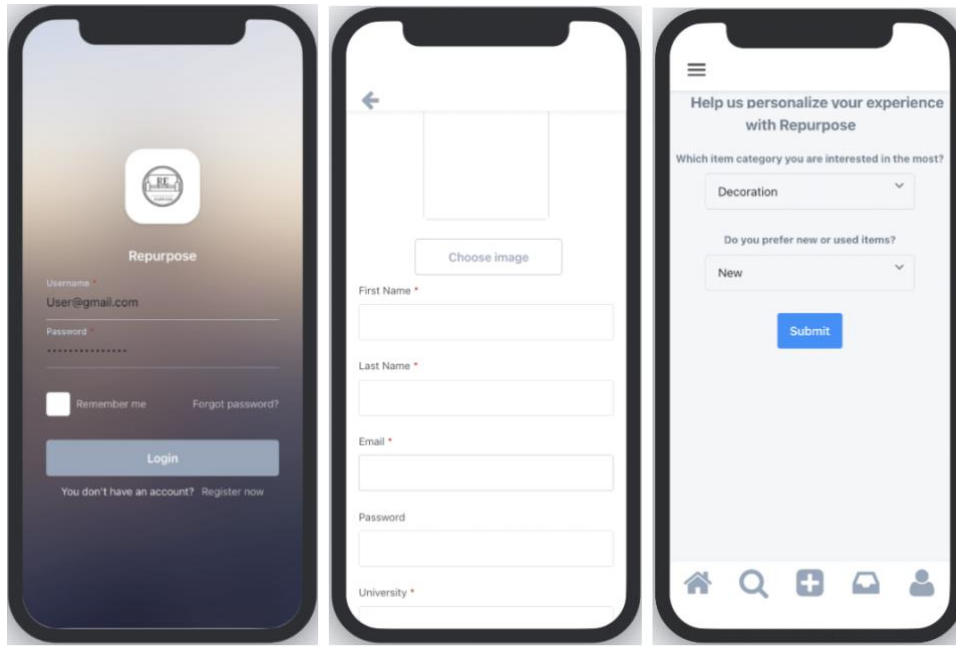 RE
Repurpose
Username *
User@gmail.com
Password *
Remember me
Forgot password?
Login
You don't have an account? Register now
Choose image
First Name *
Last Name *
Email *
Password
University *
Help us personalize your experience
with Repurpose
Which item category you are interested in the most?
Decoration
Do you prefer new or used items?
New
Submit